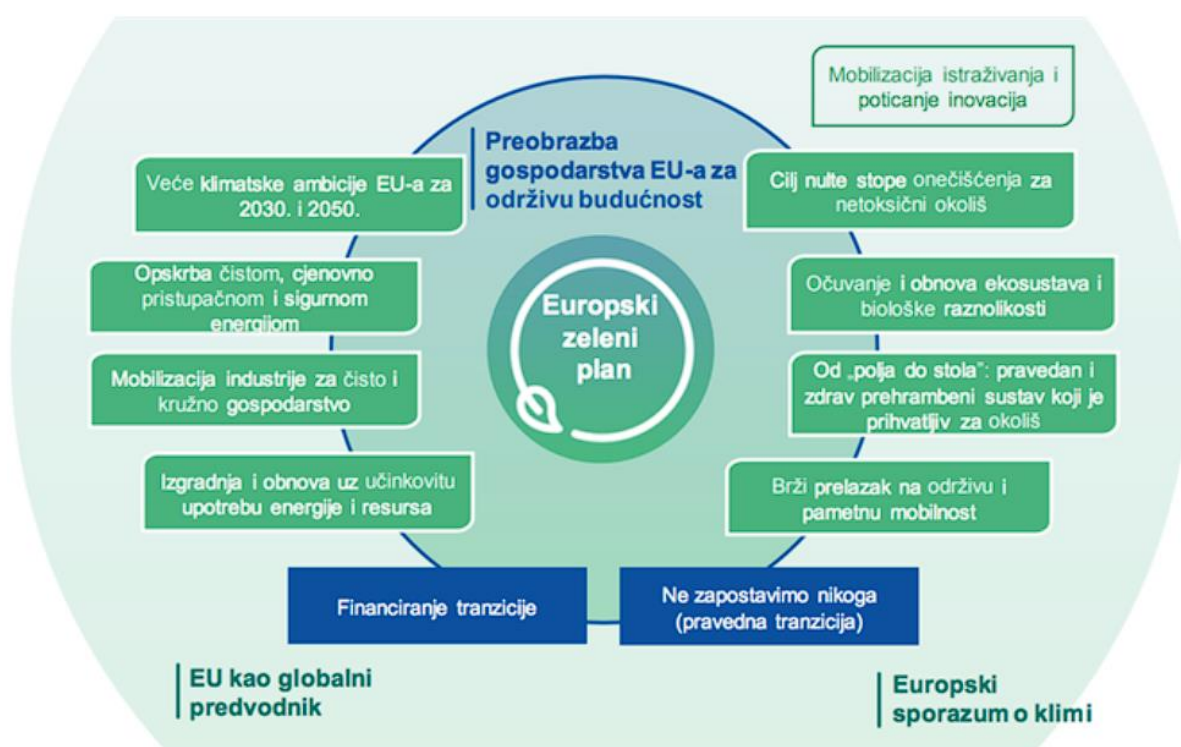 Mobilizacija istraživanja i
poticanje inovacija
Preobrazba
gospodarstva EU-a za
održivu budućnost
Veće klimatske ambicije EU-a za
2030. i 2050.
Cilj nulte stope onečišćenja za
netoksični okoliš
Opskrba čistom, cjenovno
pristupačnom i sigurnom
energijom
Očuvanje i obnova ekosustava i
biološke raznolikosti
Europski
zeleni
plan
Mobilizacija industrije za čisto i
kružno gospodarstvo
Od „polja do stola”: pravedan i
zdrav prehrambeni sustav koji je
prihvatljiv za okoliš
Izgradnja i obnova uz učinkovitu
upotrebu energije i resursa
Brži prelazak na održivu i
pametnu mobilnost
Financiranje tranzicije
Ne zapostavimo nikoga
(pravedna tranzicija)
EU kao globalni
predvodnik
Europski
sporazum o klimi